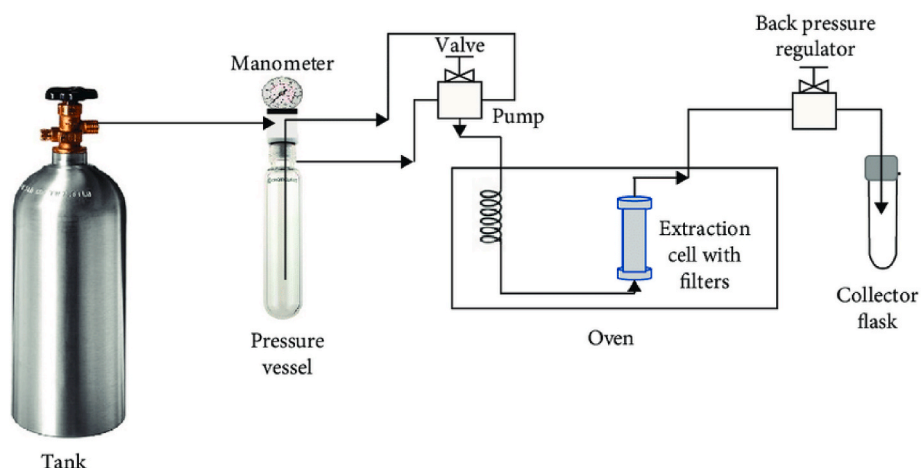 Back pressure
regulator
Valve
Manometer
Pump
Extraction
cell with
filters
Collector
flask
Oven
Pressure
vessel
Tank